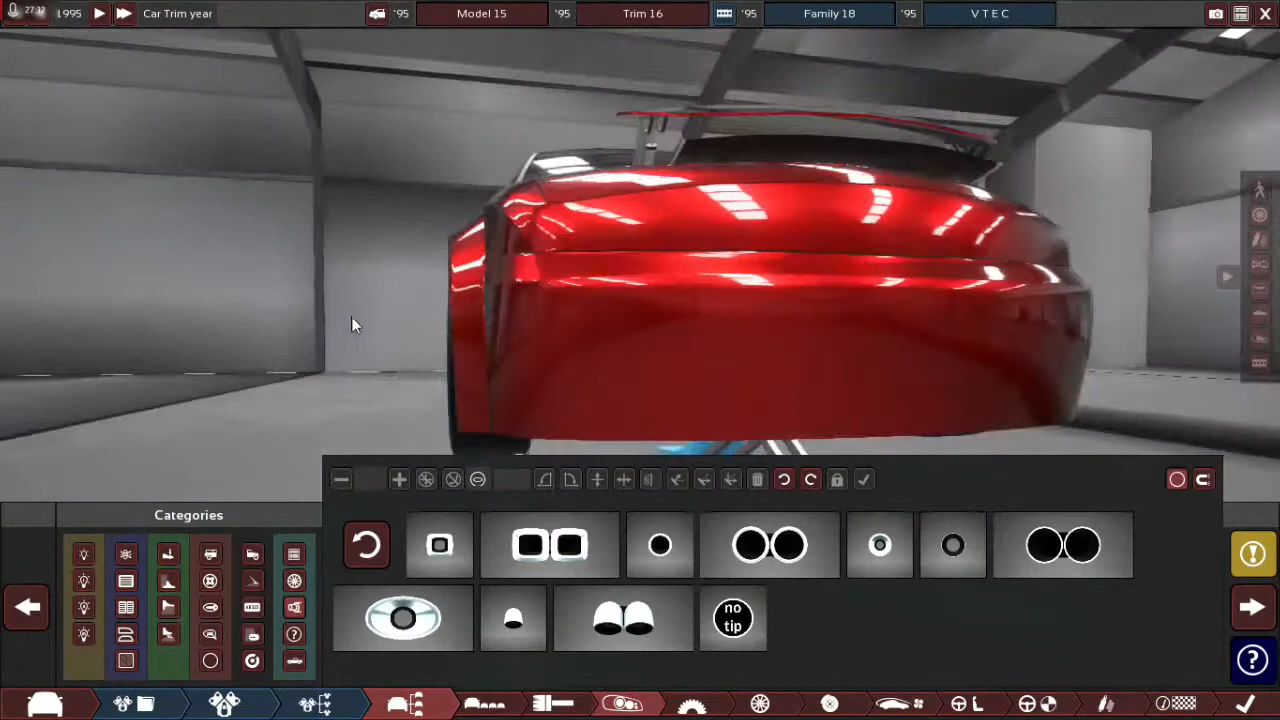 27:32
1995
Car Trim year
'95
Model 15
'95
Trim 16
'95
Family 18
'95
VTEC
Categories
no
tip